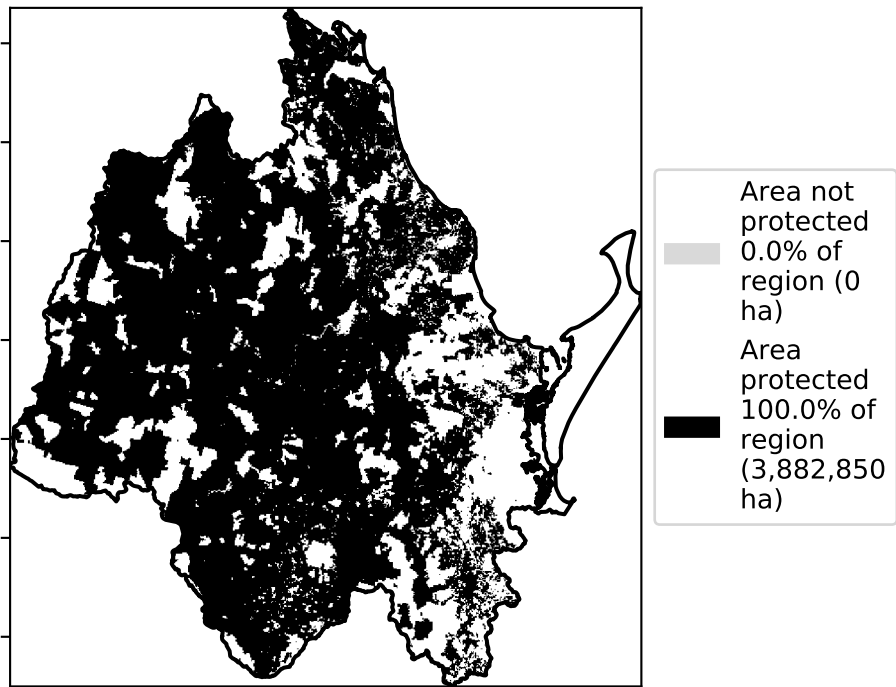 Area not
protected
0.0% of
region (0
ha)
Area
protected
100.0% of
region
(3,882,850
ha)